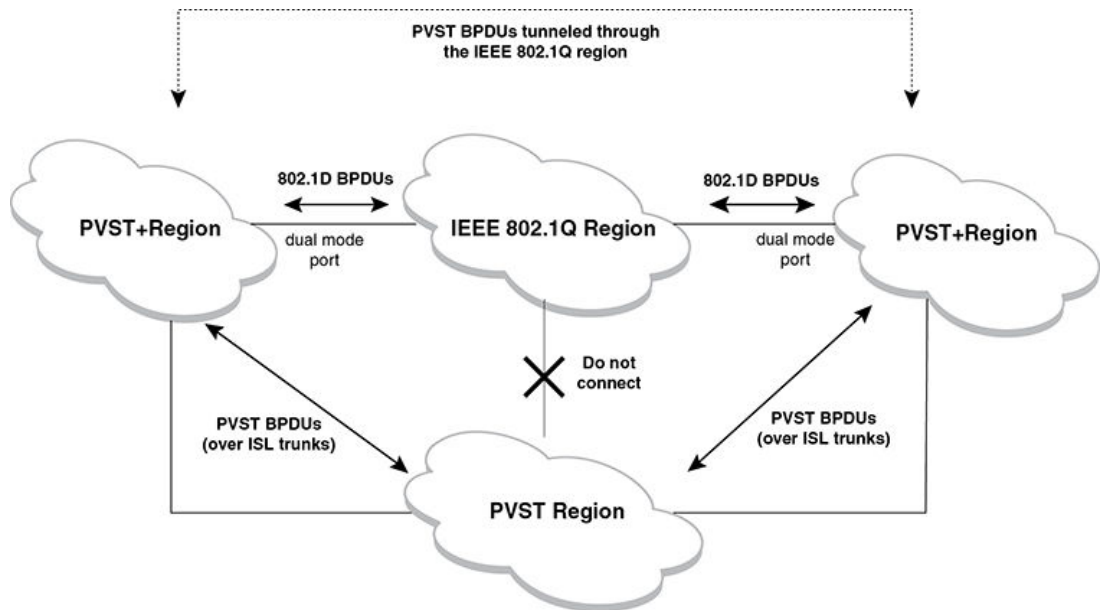 PVST BPDUs tunneled through
the IEEE 802.1Q region
802.1D BPDUs
802.1D BPDUs
PVST+Region
IEEE 802.1Q Region
PVST+Region
dual mode
port
dual mode
port
Do not
connect
PVST BPDUs
(over ISL trunks)
PVST BPDUs
(over ISL trunks)
PVST Region